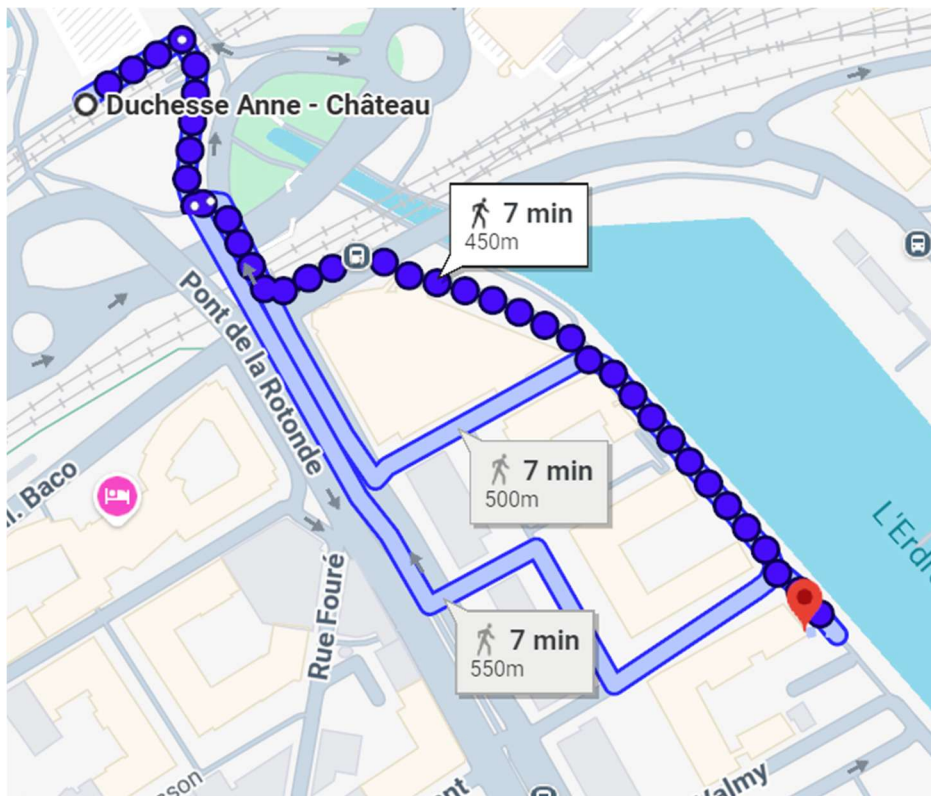 Duchesse Anne - Château
7 min
450m
Pont de la Rotonde
7 min
500m
Baco
L'Erdr
Rue Fouré
7 min
550m
Valmy